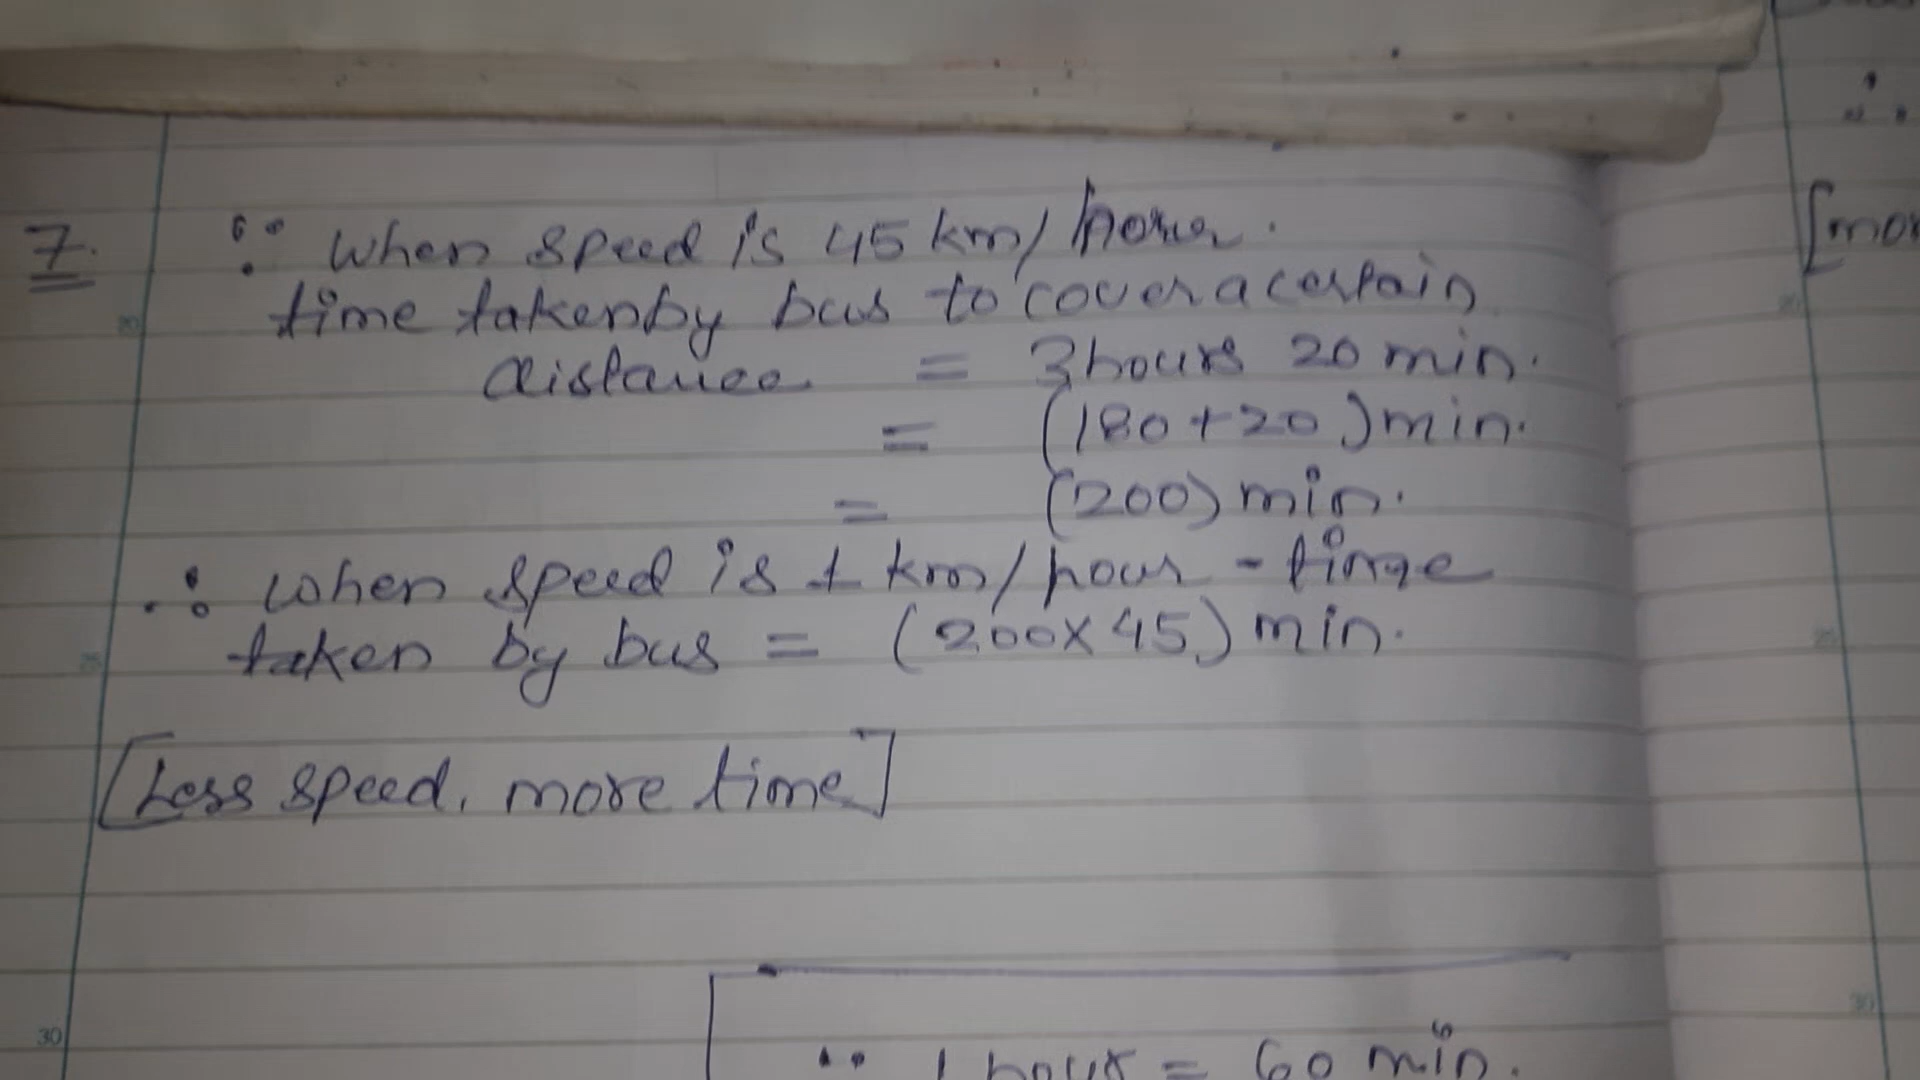 7. ∵ When speed is 45 km/hour.
time taken by bus to cover a certain
distance = 3 hours 20 min.
= (180+20) min.
= (200) min.
∴ when speed is 1 km/hour - time
taken by bus = (200×45) min.
[Less speed, more time]
∵ 1 hour = 60 min.
∴
[mor